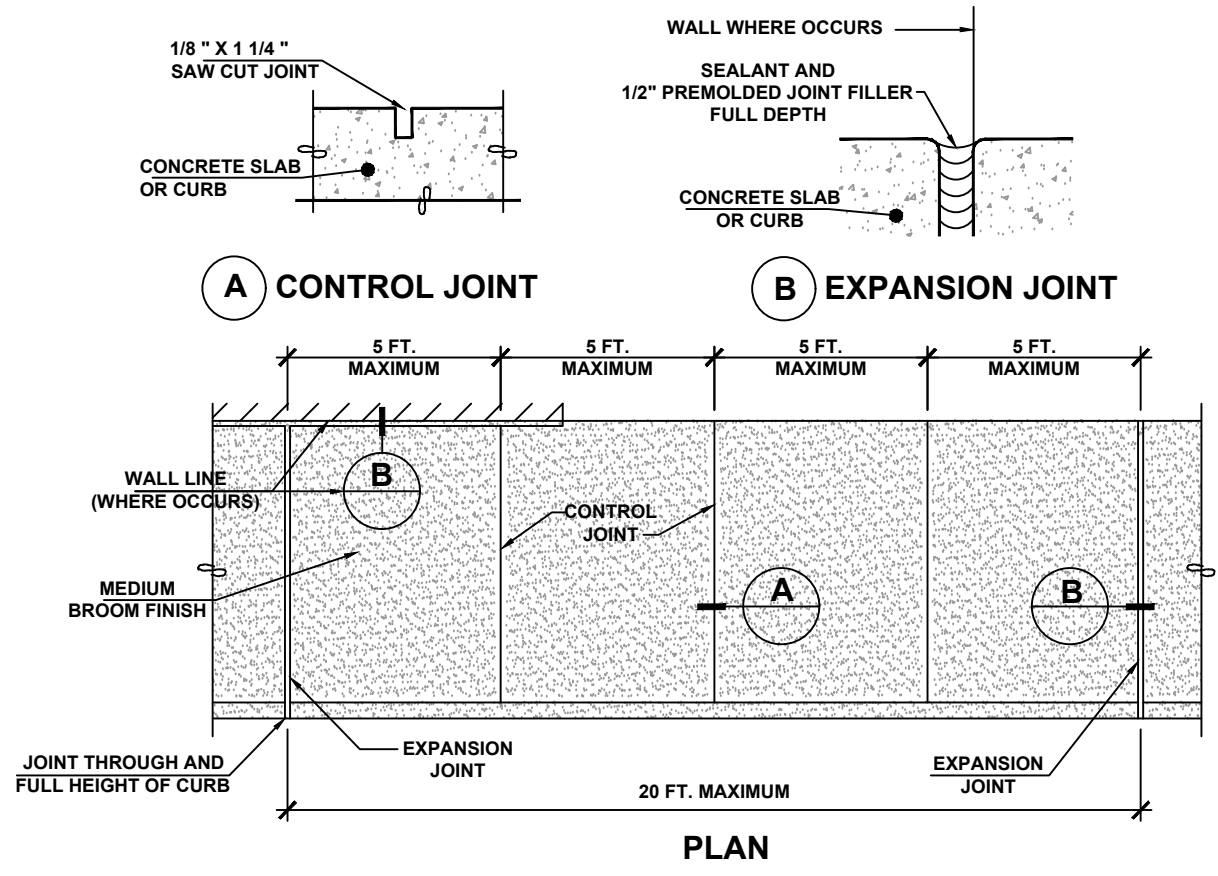 1/8 " X 1 1/4 "
SAW CUT JOINT
CONCRETE SLAB
OR CURB
A CONTROL JOINT
WALL WHERE OCCURS
SEALANT AND
1/2" PREMOLDED JOINT FILLER
FULL DEPTH
CONCRETE SLAB
OR CURB
B EXPANSION JOINT
5 FT.
MAXIMUM
5 FT.
MAXIMUM
5 FT.
MAXIMUM
5 FT.
MAXIMUM
WALL LINE
(WHERE OCCURS)
B
CONTROL
JOINT
MEDIUM
BROOM FINISH
A
B
JOINT THROUGH AND
FULL HEIGHT OF CURB
EXPANSION
JOINT
EXPANSION
JOINT
20 FT. MAXIMUM
PLAN